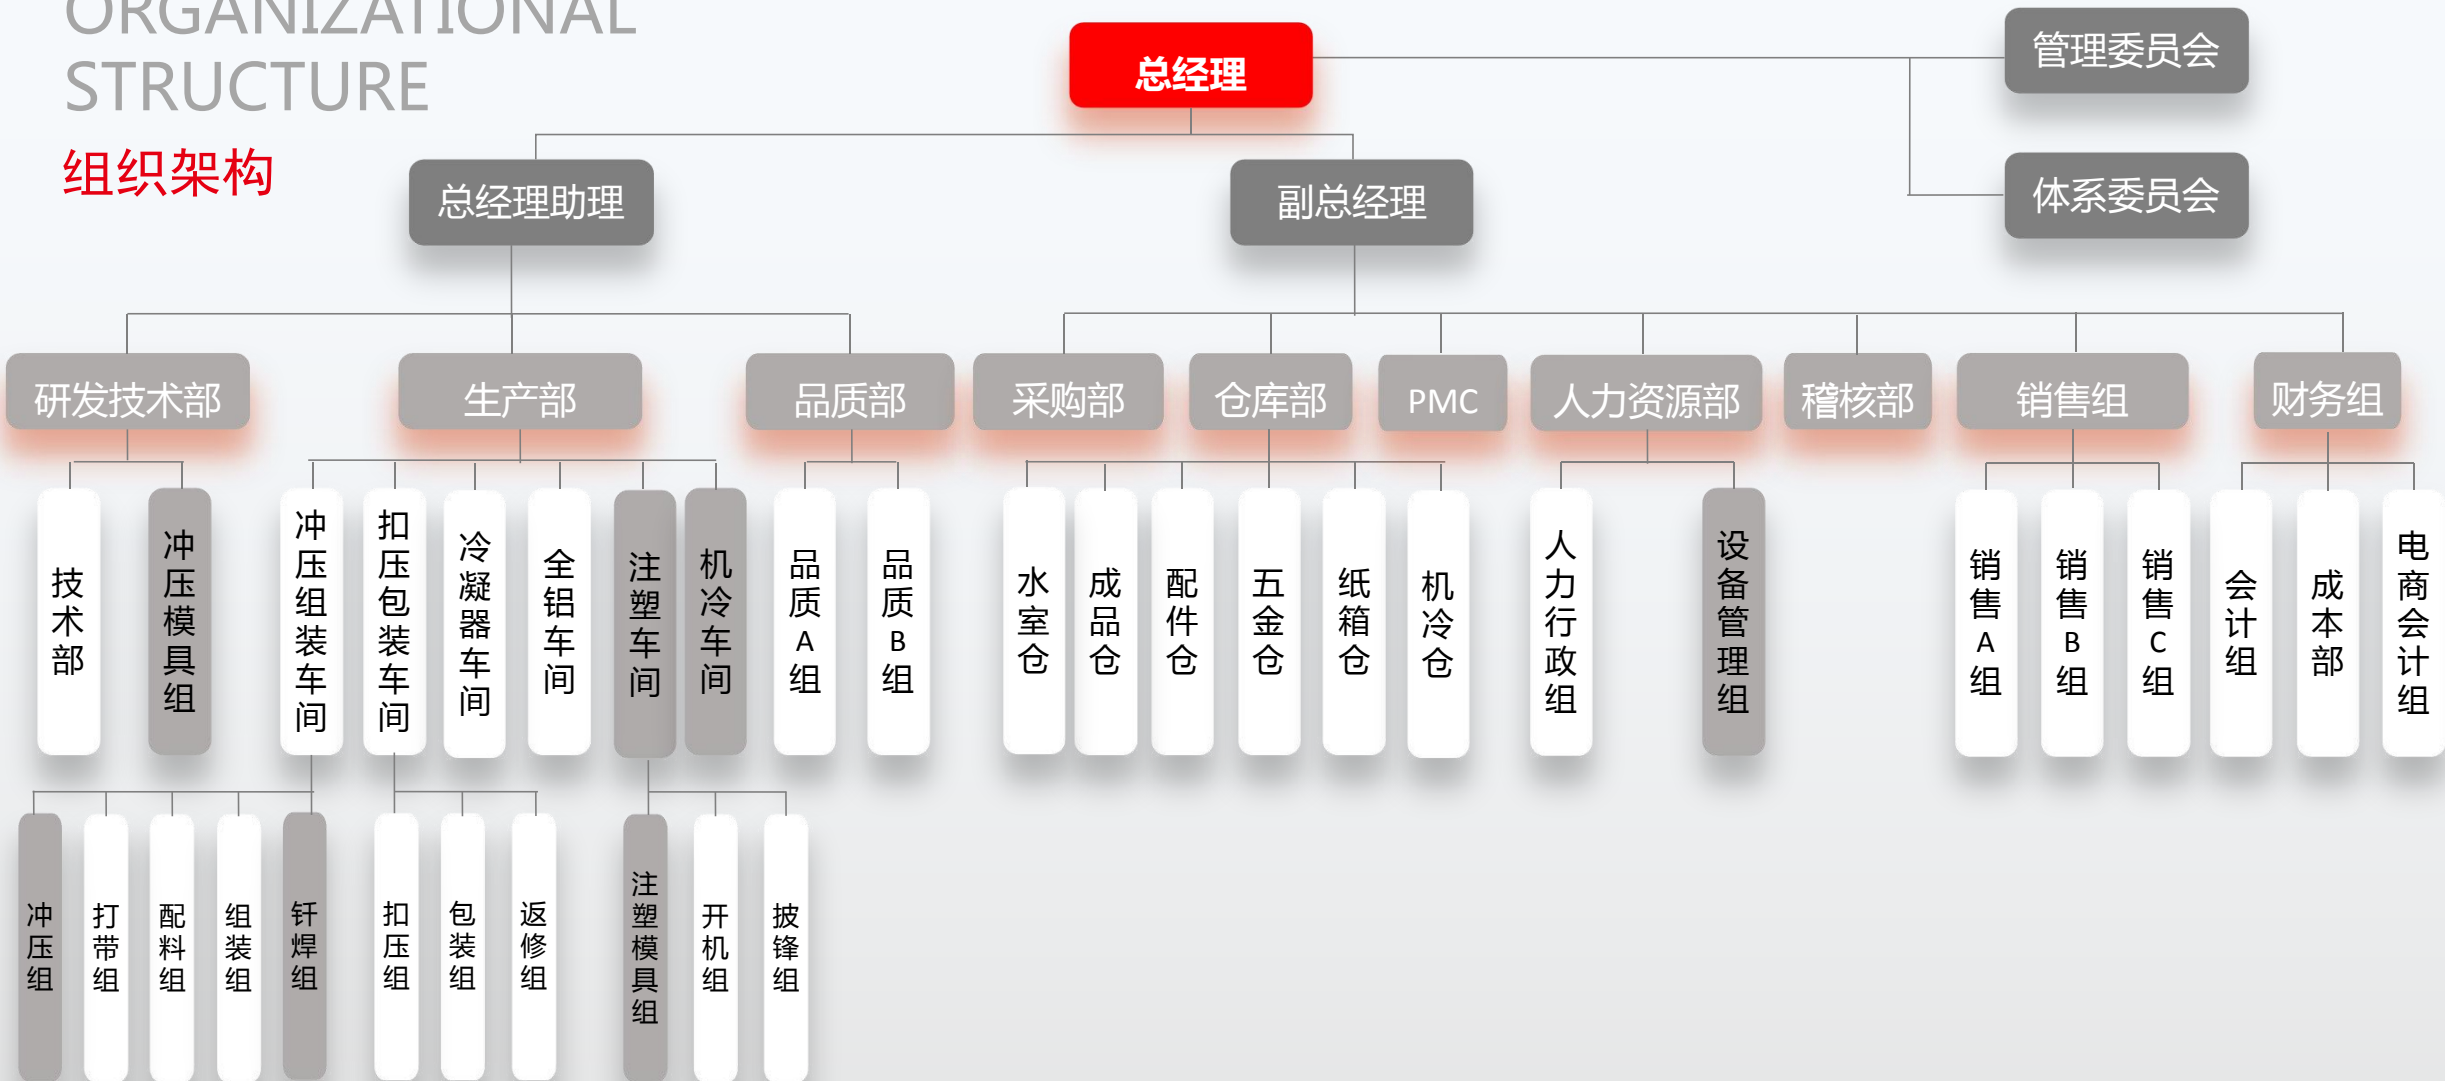 ORGANIZATIONAL
STRUCTURE
组织架构
总经理
管理委员会
体系委员会
总经理助理
副总经理
研发技术部
生产部
品质部
采购部
仓库部
PMC
人力资源部
稽核部
销售组
财务组
技术部
冲压模具组
冲压组装车间
扣压包装车间
冷凝器车间
全铝车间
注塑车间
机冷车间
品质A组
品质B组
水室仓
成品仓
配件仓
五金仓
纸箱仓
机冷仓
人力行政组
设备管理组
销售A组
销售B组
销售C组
会计组
成本部
电商会计组
冲压组
打带组
配料组
组装组
钎焊组
扣压组
包装组
返修组
注塑模具组
开机组
披锋组